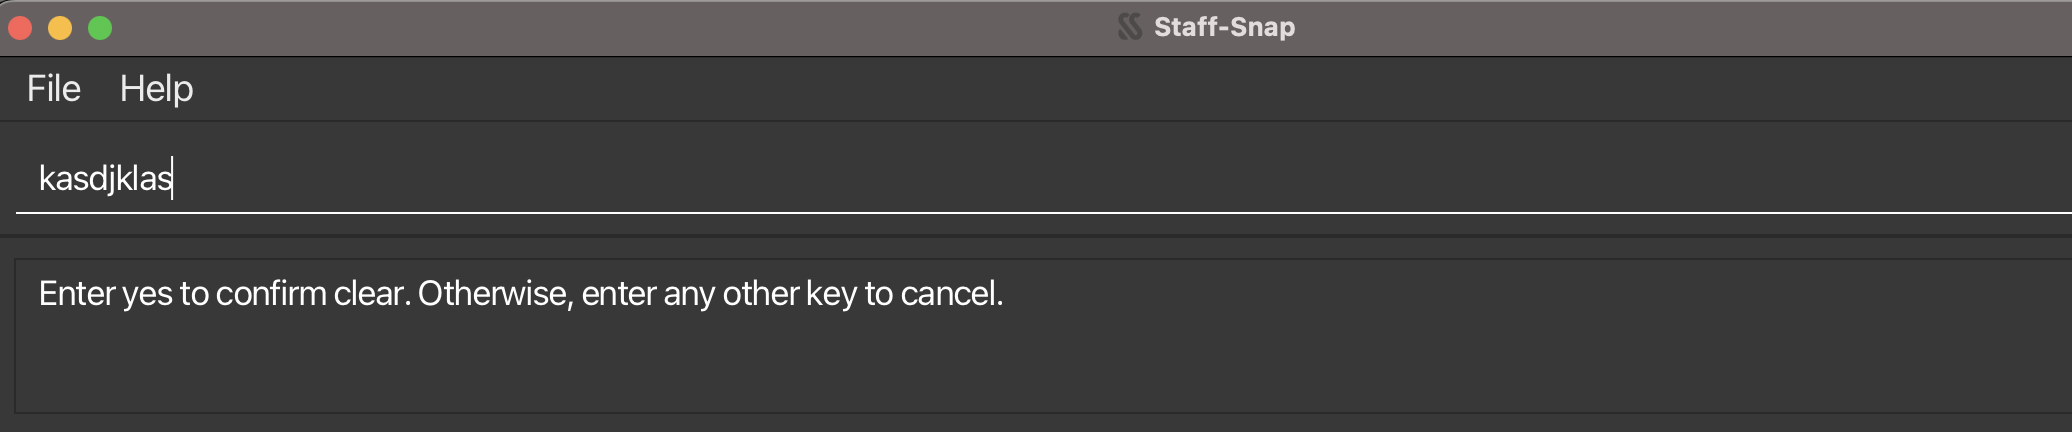 Staff-Snap
File Help
kasdjklas
Enter yes to confirm clear. Otherwise, enter any other key to cancel.